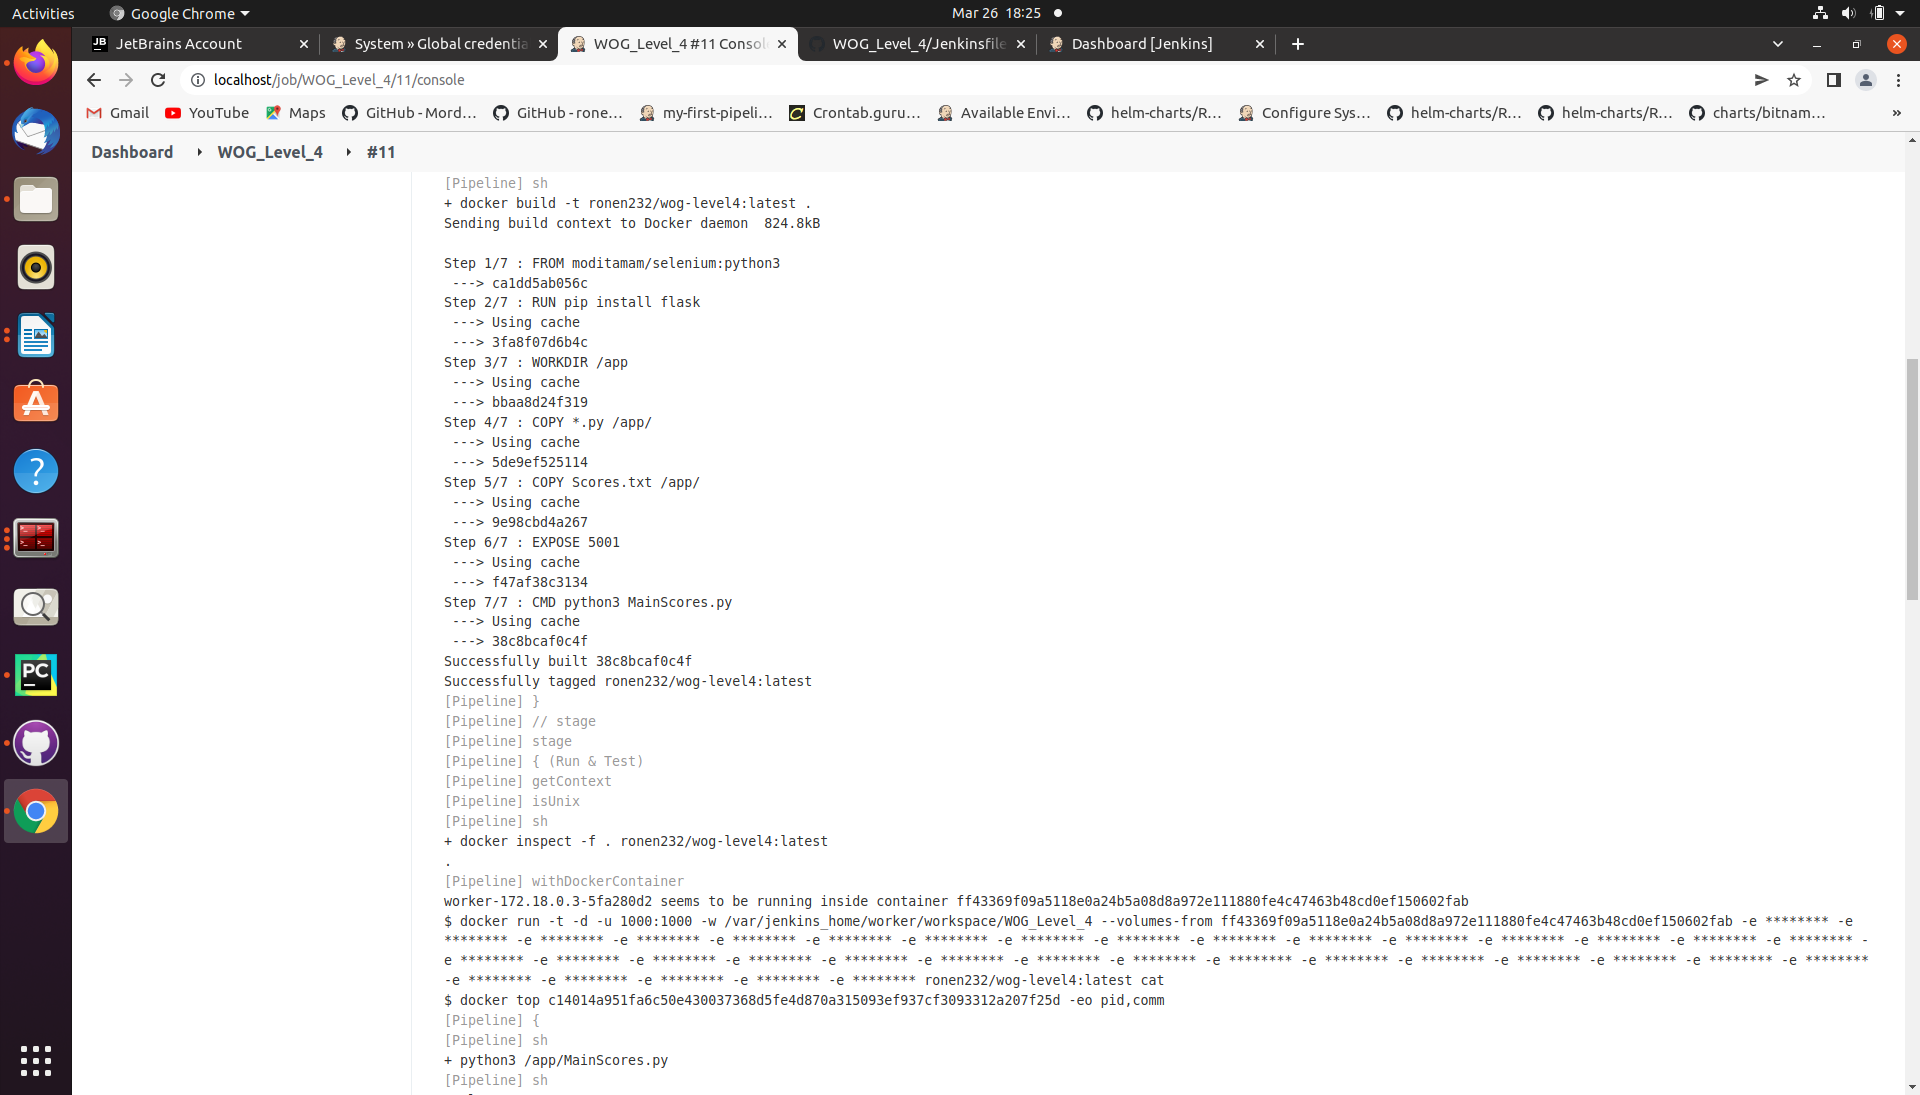 Activities
Google Chrome
Mar 26 18:25
JB
JetBrains Account
System » Global credentia
WOG_Level_4 #11 Consol
WOG_Level_4/Jenkinsfile
Dashboard [Jenkins]
localhost/job/WOG_Level_4/11/console
Gmail
YouTube
Maps
GitHub - Mord…
GitHub - rone…
my-first-pipeli…
Crontab.guru…
Available Envi…
helm-charts/R…
Configure Sys…
helm-charts/R…
helm-charts/R…
charts/bitnam…
»
Dashboard
WOG_Level_4
#11
[Pipeline] sh
+ docker build -t ronen232/wog-level4:latest .
Sending build context to Docker daemon  824.8kB
Step 1/7 : FROM moditamam/selenium:python3
 ---> ca1dd5ab056c
Step 2/7 : RUN pip install flask
 ---> Using cache
 ---> 3fa8f07d6b4c
Step 3/7 : WORKDIR /app
 ---> Using cache
 ---> bbaa8d24f319
Step 4/7 : COPY *.py /app/
 ---> Using cache
 ---> 5de9ef525114
Step 5/7 : COPY Scores.txt /app/
 ---> Using cache
 ---> 9e98cbd4a267
Step 6/7 : EXPOSE 5001
 ---> Using cache
 ---> f47af38c3134
Step 7/7 : CMD python3 MainScores.py
 ---> Using cache
 ---> 38c8bcaf0c4f
Successfully built 38c8bcaf0c4f
Successfully tagged ronen232/wog-level4:latest
[Pipeline] }
[Pipeline] // stage
[Pipeline] stage
[Pipeline] { (Run & Test)
[Pipeline] getContext
[Pipeline] isUnix
[Pipeline] sh
+ docker inspect -f . ronen232/wog-level4:latest
.
[Pipeline] withDockerContainer
worker-172.18.0.3-5fa280d2 seems to be running inside container ff43369f09a5118e0a24b5a08d8a972e111880fe4c47463b48cd0ef150602fab
$ docker run -t -d -u 1000:1000 -w /var/jenkins_home/worker/workspace/WOG_Level_4 --volumes-from ff43369f09a5118e0a24b5a08d8a972e111880fe4c47463b48cd0ef150602fab -e ******** -e
******** -e ******** -e ******** -e ******** -e ******** -e ******** -e ******** -e ******** -e ******** -e ******** -e ******** -e ******** -e ******** -e ******** -e ******** -
e ******** -e ******** -e ******** -e ******** -e ******** -e ******** -e ******** -e ******** -e ******** -e ******** -e ******** -e ******** -e ******** -e ******** -e ********
-e ******** -e ******** -e ******** -e ******** -e ******** ronen232/wog-level4:latest cat
$ docker top c14014a951fa6c50e430037368d5fe4d870a315093ef937cf3093312a207f25d -eo pid,comm
[Pipeline] {
[Pipeline] sh
+ python3 /app/MainScores.py
[Pipeline] sh